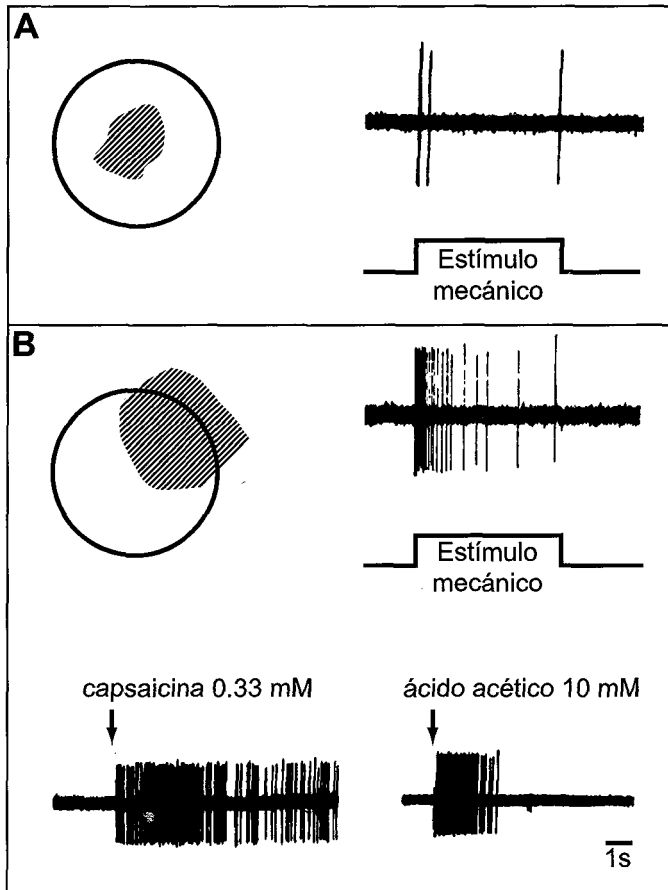 A
Estímulo
mecánico
B
Estímulo
mecánico
capsaicina 0.33 mM
ácido acético 10 mM
1s